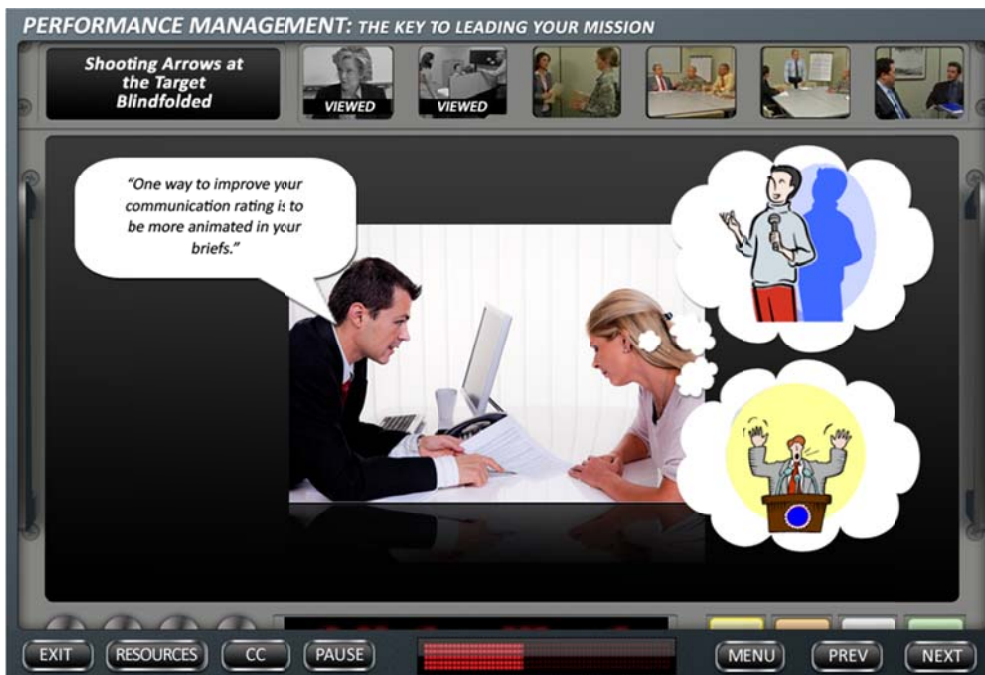 PERFORMANCE MANAGEMENT: THE KEY TO LEADING YOUR MISSION
Shooting Arrows at
the Target
Blindfolded
VIEWED
VIEWED
“One way to improve your
communication rating is to
be more animated in your
briefs.”
EXIT
RESOURCES
CC
PAUSE
MENU
PREV
NEXT